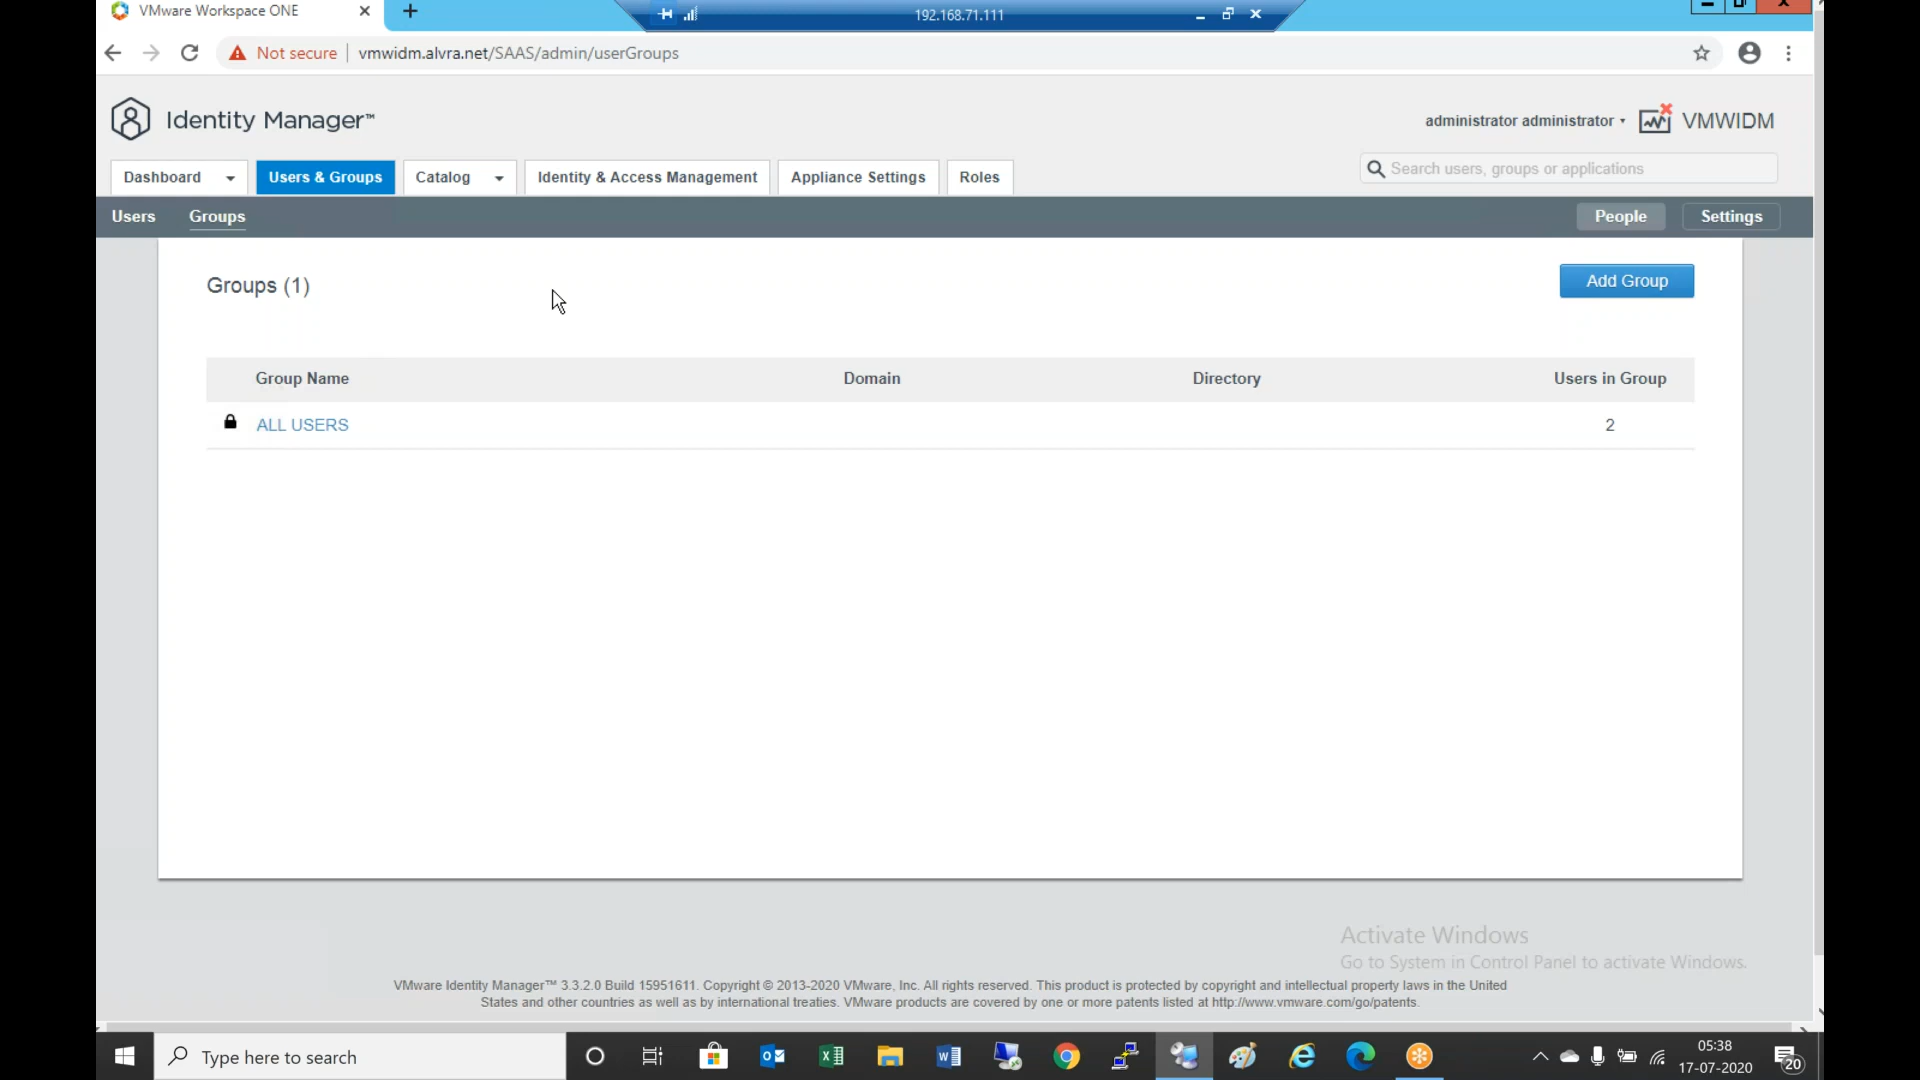 VMware Workspace ONE
192.168.71.111
Not secure
vmwidm.alvra.net/SAAS/admin/userGroups
Identity Manager™
administrator administrator
VMWIDM
Dashboard
Users & Groups
Catalog
Identity & Access Management
Appliance Settings
Roles
Search users, groups or applications
Users
Groups
People
Settings
Groups (1)
Add Group
Group Name
Domain
Directory
Users in Group
ALL USERS
2
Activate Windows
Go to System in Control Panel to activate Windows.
VMware Identity Manager™ 3.3.2.0 Build 15951611. Copyright © 2013-2020 VMware, Inc. All rights reserved. This product is protected by copyright and intellectual property laws in the United
States and other countries as well as by international treaties. VMware products are covered by one or more patents listed at http://www.vmware.com/go/patents.
Type here to search
05:38
17-07-2020
20